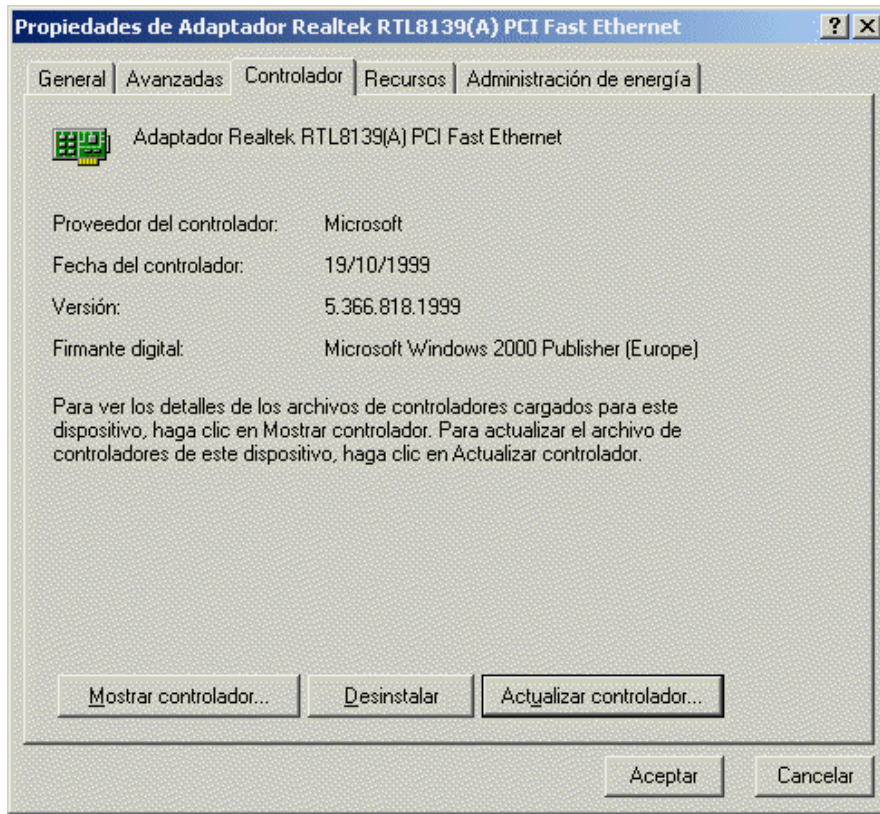 Propiedades de Adaptador Realtek RTL8139(A) PCI Fast Ethernet
General Avanzadas Controlador Recursos Administración de energía
Adaptador Realtek RTL8139(A) PCI Fast Ethernet
Proveedor del controlador: Microsoft
Fecha del controlador: 19/10/1999
Versión: 5.366.818.1999
Firmante digital: Microsoft Windows 2000 Publisher (Europe)
Para ver los detalles de los archivos de controladores cargados para este
dispositivo, haga clic en Mostrar controlador. Para actualizar el archivo de
controladores de este dispositivo, haga clic en Actualizar controlador.
Mostrar controlador... Desinstalar Actualizar controlador...
Aceptar Cancelar